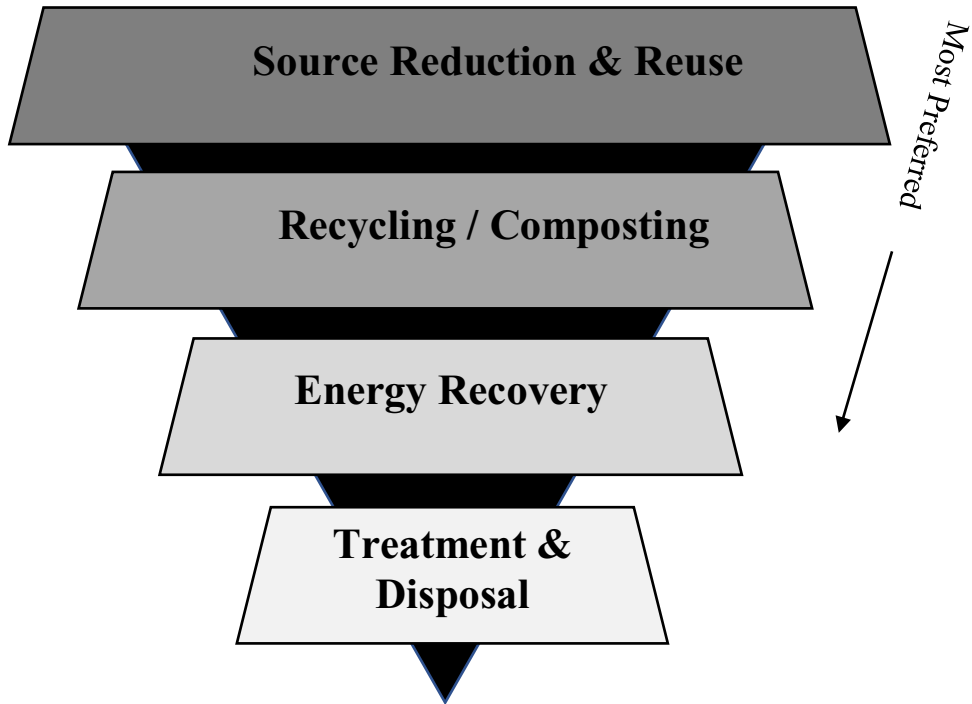 Source Reduction & Reuse
Most Preferred
Recycling / Composting
Energy Recovery
Treatment &
Disposal